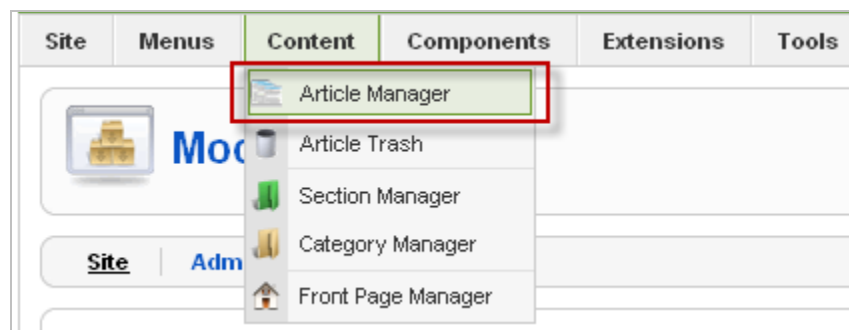 Site Menus Content Components Extensions Tools
Article Manager
Article Trash
Section Manager
Category Manager
Front Page Manager
Site